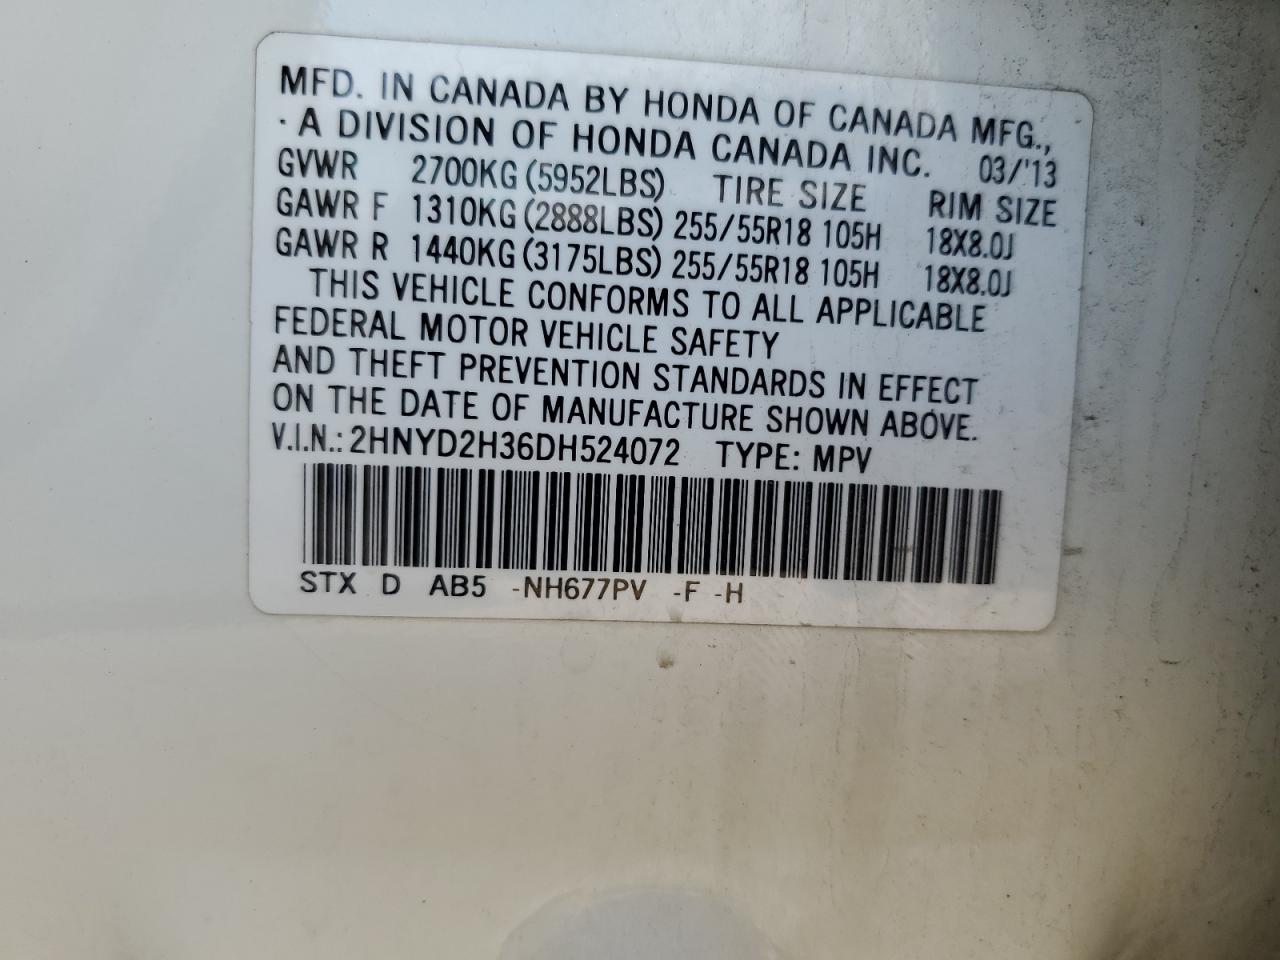 MFD. IN CANADA BY HONDA OF CANADA MFG.,
· A DIVISION OF HONDA CANADA INC. 03/'13
GVWR 2700KG (5952LBS) TIRE SIZE RIM SIZE
GAWR F 1310KG (2888LBS) 255/55R18 105H 18X8.0J
GAWR R 1440KG (3175LBS) 255/55R18 105H 18X8.0J
THIS VEHICLE CONFORMS TO ALL APPLICABLE
FEDERAL MOTOR VEHICLE SAFETY
AND THEFT PREVENTION STANDARDS IN EFFECT
ON THE DATE OF MANUFACTURE SHOWN ABOVE.
V.I.N.: 2HNYD2H36DH524072 TYPE: MPV
STX D AB5 -NH677PV -F -H